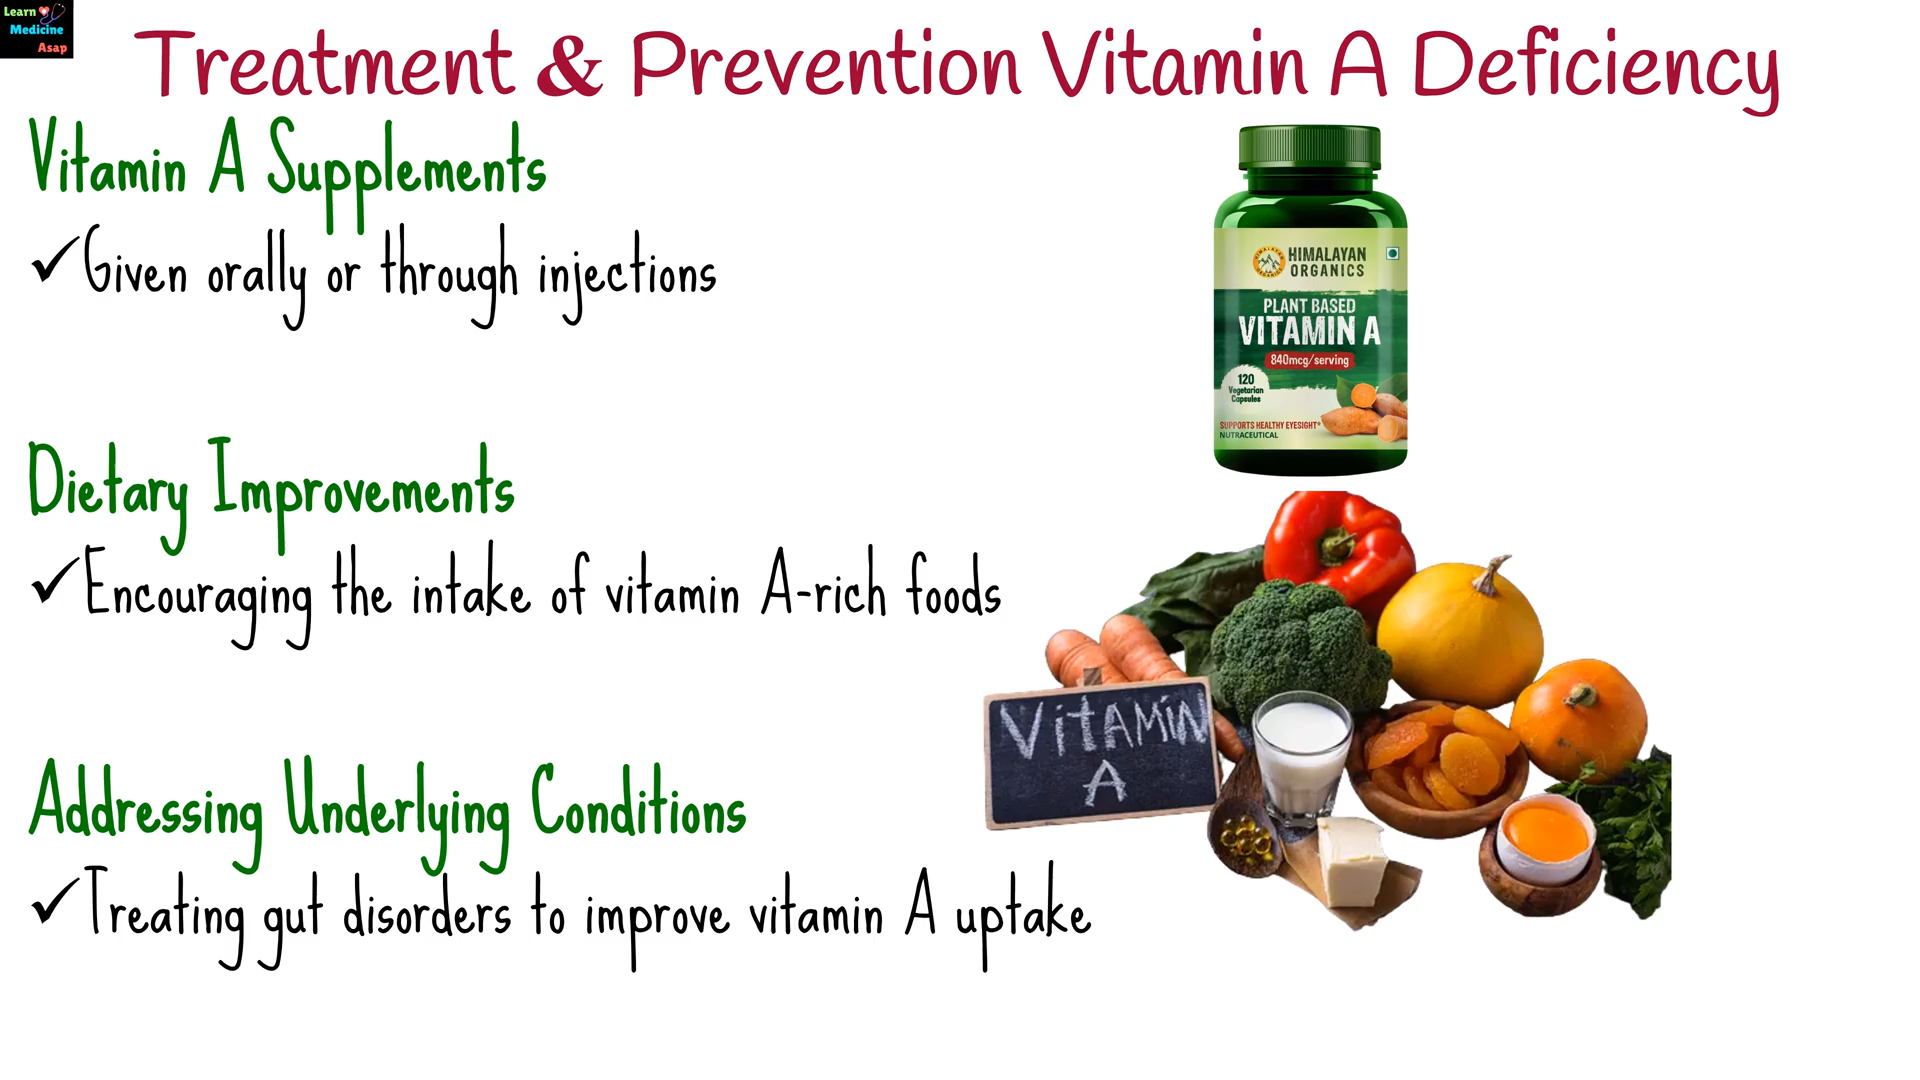 Learn
Medicine
Asap
Treatment & Prevention Vitamin A Deficiency
Vitamin A Supplements
✓Given orally or through injections
Dietary Improvements
✓Encouraging the intake of vitamin A-rich foods
Addressing Underlying Conditions
✓Treating gut disorders to improve vitamin A uptake
HIMALAYAN
ORGANICS
PLANT BASED
VITAMIN A
840mcg/serving
120
Vegetarian
Capsules
SUPPORTS HEALTHY EYESIGHT*
NUTRACEUTICAL
VITAMIN
A